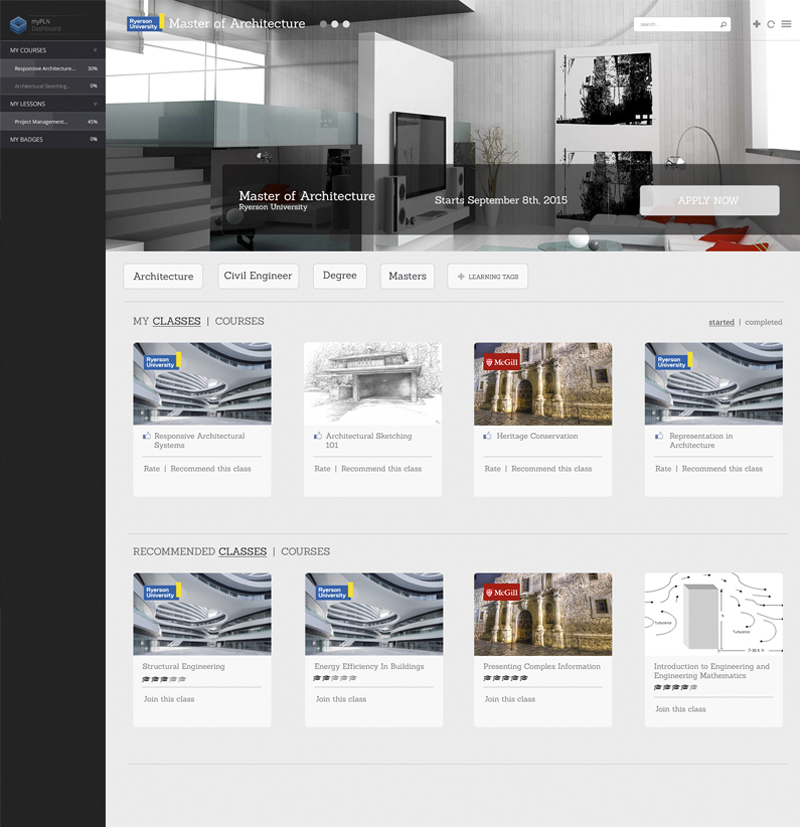 myPLN
Dashboard
MY COURSES
Responsive Architecture... 30%
Architectural Sketching... 0%
MY LESSONS
Project Management... 45%
MY BADGES 0%
Ryerson
University
Master of Architecture
search...
Master of Architecture
Ryerson University
Starts September 8th, 2015
APPLY NOW
Architecture
Civil Engineer
Degree
Masters
LEARNING TAGS
MY CLASSES | COURSES
started | completed
Ryerson
University
Responsive Architectural
Systems
Rate | Recommend this class
Architectural Sketching
101
Rate | Recommend this class
McGill
Heritage Conservation
Rate | Recommend this class
Ryerson
University
Representation in
Architecture
Rate | Recommend this class
RECOMMENDED CLASSES | COURSES
Ryerson
University
Structural Engineering
Join this class
Ryerson
University
Energy Efficiency In Buildings
Join this class
McGill
Presenting Complex Information
Join this class
Turbulence
Turbulence
Introduction to Engineering and
Engineering Mathematics
Join this class